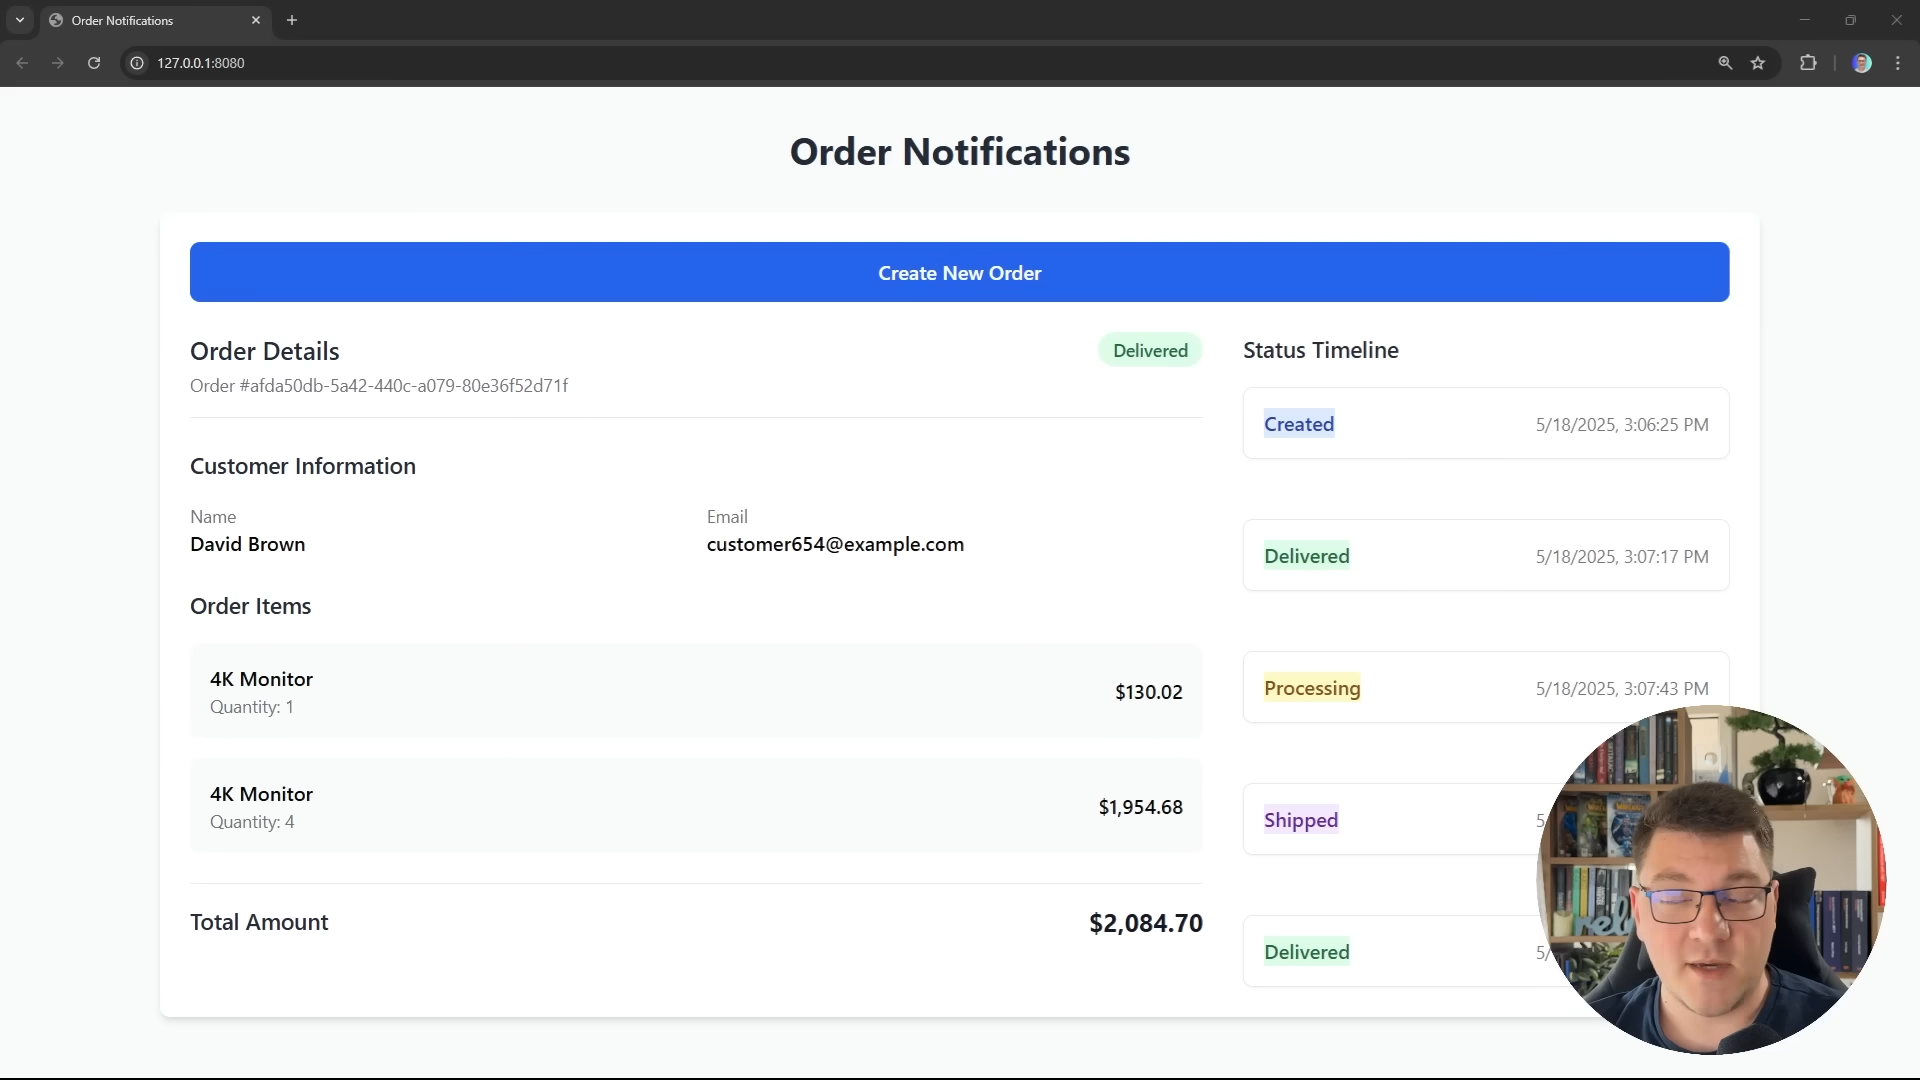 Order Notifications
127.0.0.1:8080
Order Notifications
Create New Order
Order Details
Delivered
Order #afda50db-5a42-440c-a079-80e36f52d71f
Customer Information
Name
Email
David Brown
customer654@example.com
Order Items
4K Monitor
Quantity: 1
$130.02
4K Monitor
Quantity: 4
$1,954.68
Total Amount
$2,084.70
Status Timeline
Created
5/18/2025, 3:06:25 PM
Delivered
5/18/2025, 3:07:17 PM
Processing
5/18/2025, 3:07:43 PM
Shipped
5
Delivered
5/